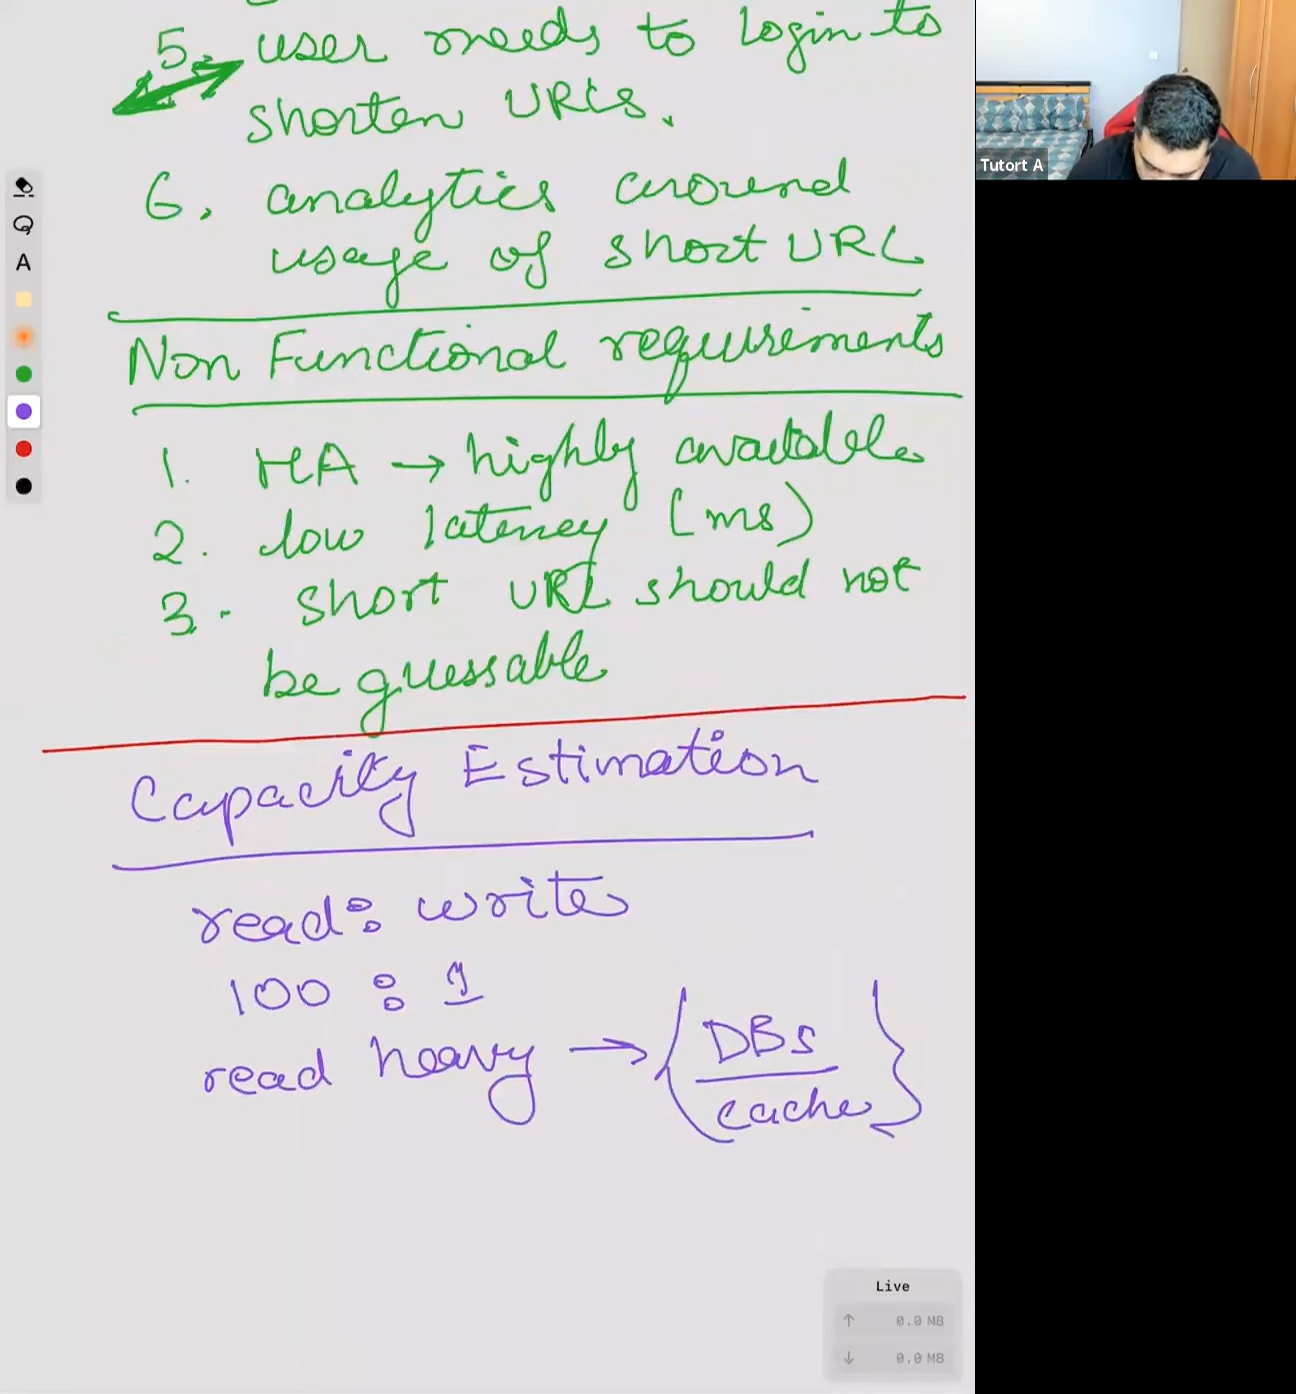 5. user needs to login to
shorten URLs.
6. analytics around
usage of short URL
Non Functional requirements
1. HA → highly available
2. low latency (ms)
3. short URL should not
be guessable
Capacity Estimation
read : write
100 : 1
read heavy → { DBs
cache }
A
Tutort A
Live
↑ 0.0 MB
↓ 0.0 MB